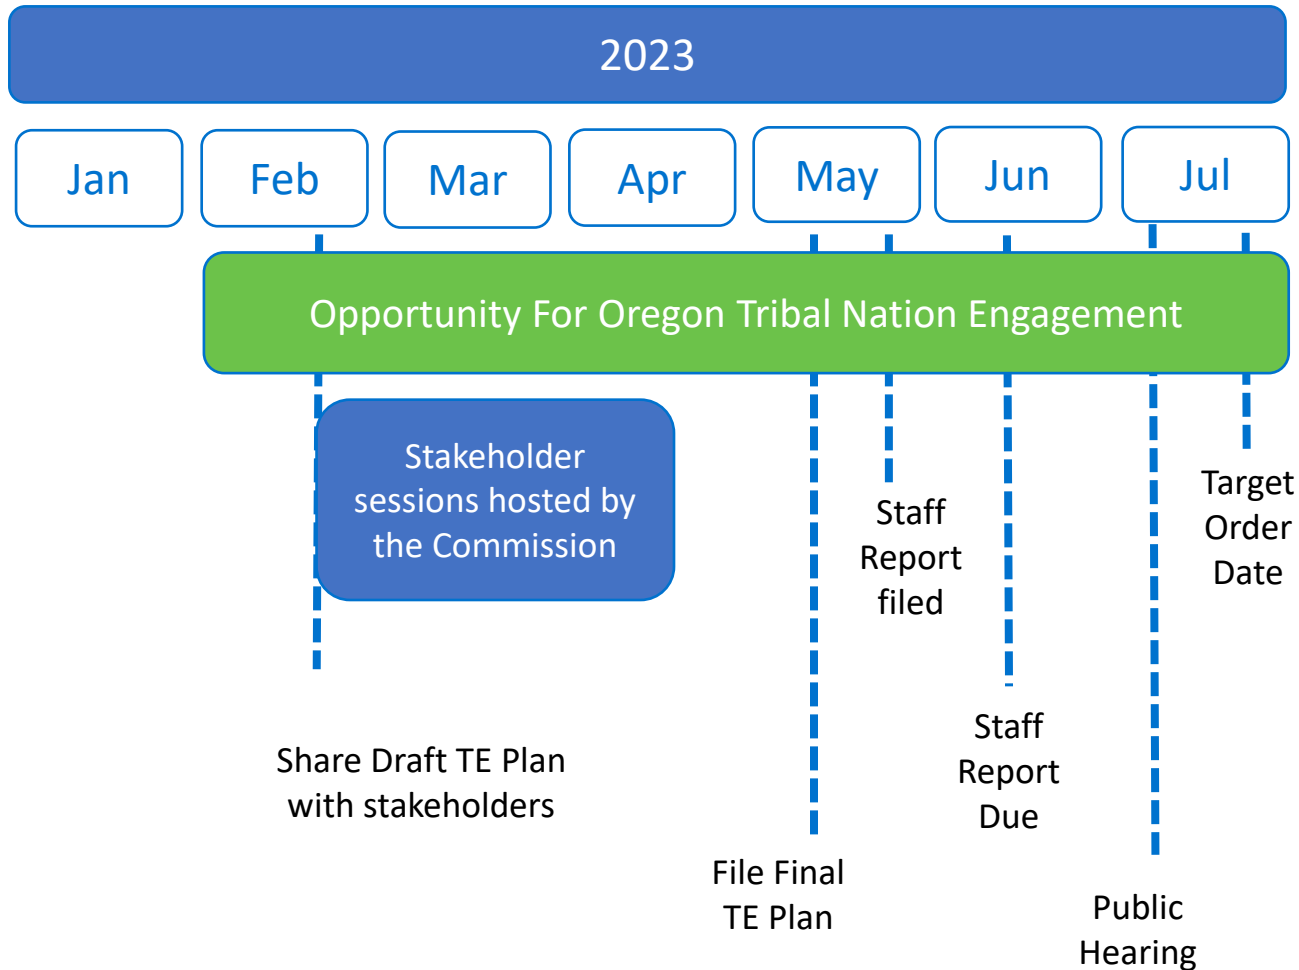 2023
Jan
Feb
Mar
Apr
May
Jun
Jul
Opportunity For Oregon Tribal Nation Engagement
Stakeholder
sessions hosted by
the Commission
Share Draft TE Plan
with stakeholders
File Final
TE Plan
Staff
Report
filed
Staff
Report
Due
Public
Hearing
Target
Order
Date